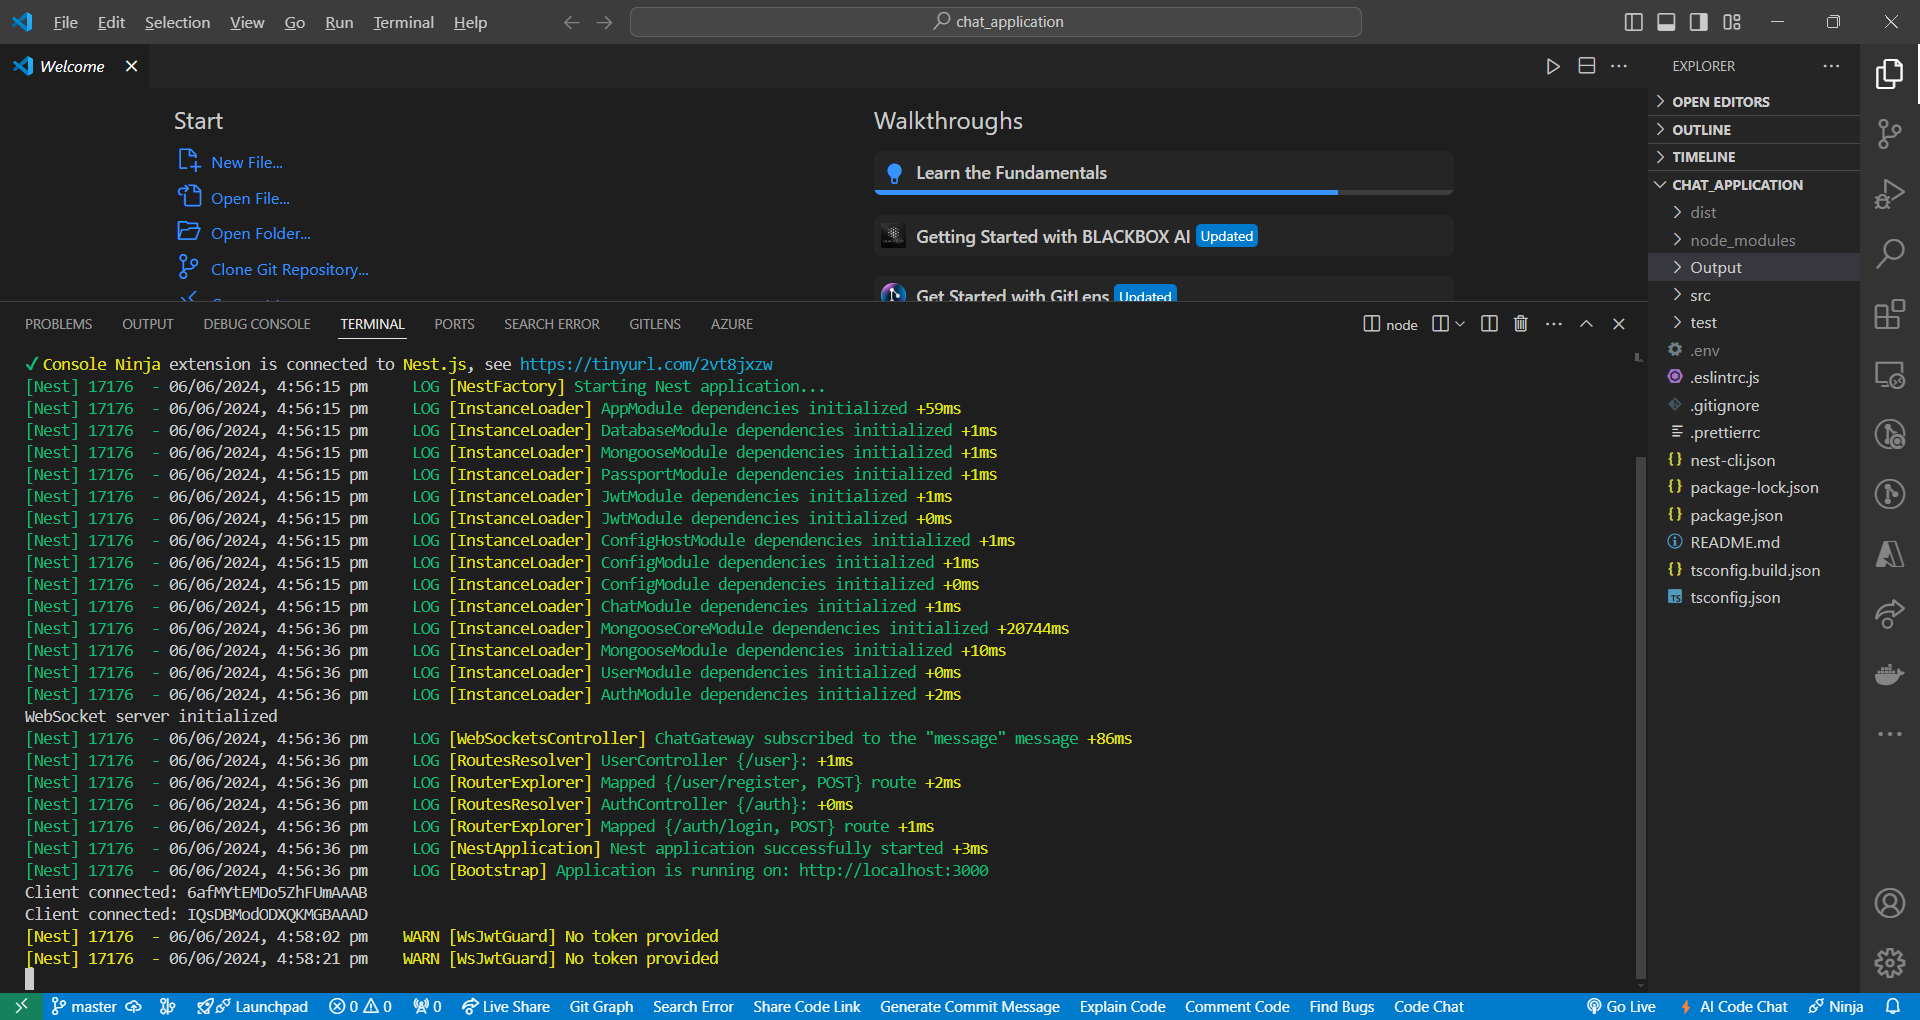 File Edit Selection View Go Run Terminal Help
chat_application
Welcome
Start
New File...
Open File...
Open Folder...
Clone Git Repository...
Walkthroughs
Learn the Fundamentals
Getting Started with BLACKBOX AI Updated
Get Started with GitLens Updated
PROBLEMS OUTPUT DEBUG CONSOLE TERMINAL PORTS SEARCH ERROR GITLENS AZURE
node
✓ Console Ninja extension is connected to Nest.js, see https://tinyurl.com/2vt8jxzw
[Nest] 17176 - 06/06/2024, 4:56:15 pm LOG [NestFactory] Starting Nest application...
[Nest] 17176 - 06/06/2024, 4:56:15 pm LOG [InstanceLoader] AppModule dependencies initialized +59ms
[Nest] 17176 - 06/06/2024, 4:56:15 pm LOG [InstanceLoader] DatabaseModule dependencies initialized +1ms
[Nest] 17176 - 06/06/2024, 4:56:15 pm LOG [InstanceLoader] MongooseModule dependencies initialized +1ms
[Nest] 17176 - 06/06/2024, 4:56:15 pm LOG [InstanceLoader] PassportModule dependencies initialized +1ms
[Nest] 17176 - 06/06/2024, 4:56:15 pm LOG [InstanceLoader] JwtModule dependencies initialized +1ms
[Nest] 17176 - 06/06/2024, 4:56:15 pm LOG [InstanceLoader] JwtModule dependencies initialized +0ms
[Nest] 17176 - 06/06/2024, 4:56:15 pm LOG [InstanceLoader] ConfigHostModule dependencies initialized +1ms
[Nest] 17176 - 06/06/2024, 4:56:15 pm LOG [InstanceLoader] ConfigModule dependencies initialized +1ms
[Nest] 17176 - 06/06/2024, 4:56:15 pm LOG [InstanceLoader] ConfigModule dependencies initialized +0ms
[Nest] 17176 - 06/06/2024, 4:56:15 pm LOG [InstanceLoader] ChatModule dependencies initialized +1ms
[Nest] 17176 - 06/06/2024, 4:56:36 pm LOG [InstanceLoader] MongooseCoreModule dependencies initialized +20744ms
[Nest] 17176 - 06/06/2024, 4:56:36 pm LOG [InstanceLoader] MongooseModule dependencies initialized +10ms
[Nest] 17176 - 06/06/2024, 4:56:36 pm LOG [InstanceLoader] UserModule dependencies initialized +0ms
[Nest] 17176 - 06/06/2024, 4:56:36 pm LOG [InstanceLoader] AuthModule dependencies initialized +2ms
WebSocket server initialized
[Nest] 17176 - 06/06/2024, 4:56:36 pm LOG [WebSocketsController] ChatGateway subscribed to the "message" message +86ms
[Nest] 17176 - 06/06/2024, 4:56:36 pm LOG [RoutesResolver] UserController {/user}: +1ms
[Nest] 17176 - 06/06/2024, 4:56:36 pm LOG [RouterExplorer] Mapped {/user/register, POST} route +2ms
[Nest] 17176 - 06/06/2024, 4:56:36 pm LOG [RoutesResolver] AuthController {/auth}: +0ms
[Nest] 17176 - 06/06/2024, 4:56:36 pm LOG [RouterExplorer] Mapped {/auth/login, POST} route +1ms
[Nest] 17176 - 06/06/2024, 4:56:36 pm LOG [NestApplication] Nest application successfully started +3ms
[Nest] 17176 - 06/06/2024, 4:56:36 pm LOG [Bootstrap] Application is running on: http://localhost:3000
Client connected: 6afMYtEMDo5ZhFUmAAAB
Client connected: IQsDBModODXQKMGBAAAD
[Nest] 17176 - 06/06/2024, 4:58:02 pm WARN [WsJwtGuard] No token provided
[Nest] 17176 - 06/06/2024, 4:58:21 pm WARN [WsJwtGuard] No token provided
EXPLORER
OPEN EDITORS
OUTLINE
TIMELINE
CHAT_APPLICATION
dist
node_modules
Output
src
test
.env
.eslintrc.js
.gitignore
.prettierrc
nest-cli.json
package-lock.json
package.json
README.md
tsconfig.build.json
TS tsconfig.json
master Launchpad 0 0 0 Live Share Git Graph Search Error Share Code Link Generate Commit Message Explain Code Comment Code Find Bugs Code Chat Go Live AI Code Chat Ninja